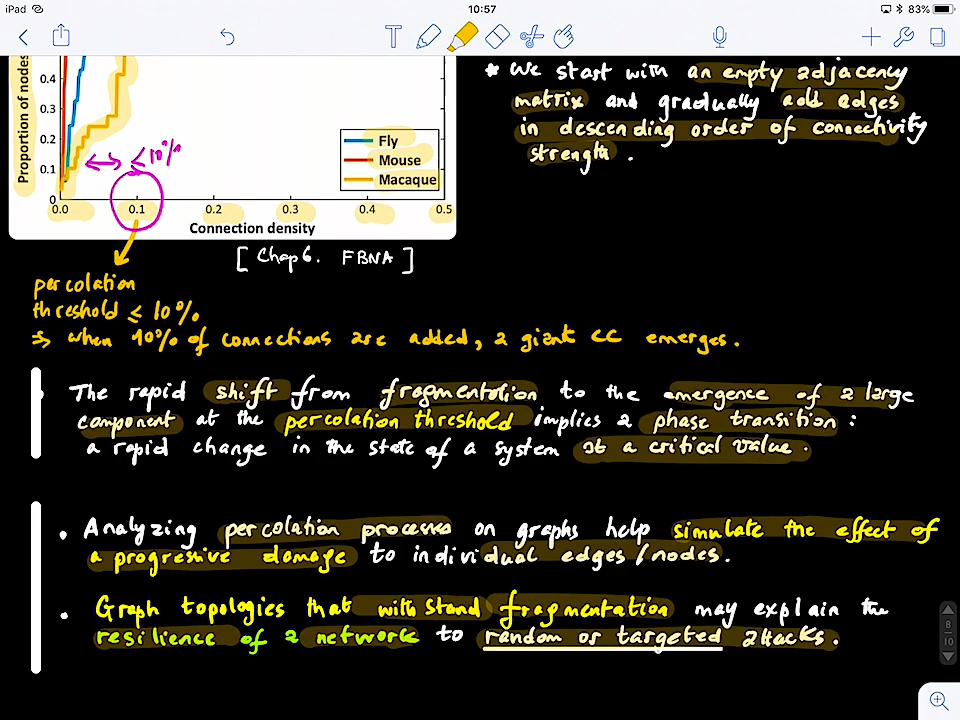 iPad
10:57
83%
T
0.4
0.3
0.2
0.1
0
Proportion of nodes
≤10%
Fly
Mouse
Macaque
0.0 0.1 0.2 0.3 0.4 0.5
Connection density
[ Chap6. FBNA ]
* We start with an empty adjacency
matrix and gradually add edges
in descending order of connectivity
strength .
percolation
threshold ≤ 10%
⇒ when 10% of connections are added, a giant CC emerges.
The rapid shift from fragmentation to the emergence of a large
component at the percolation threshold implies a phase transition :
a rapid change in the state of a system at a critical value .
. Analyzing percolation processes on graphs help simulate the effect of
a progressive damage to individual edges/nodes.
. Graph topologies that withstand fragmentation may explain the
resilience of a network to random or targeted attacks.
8
10